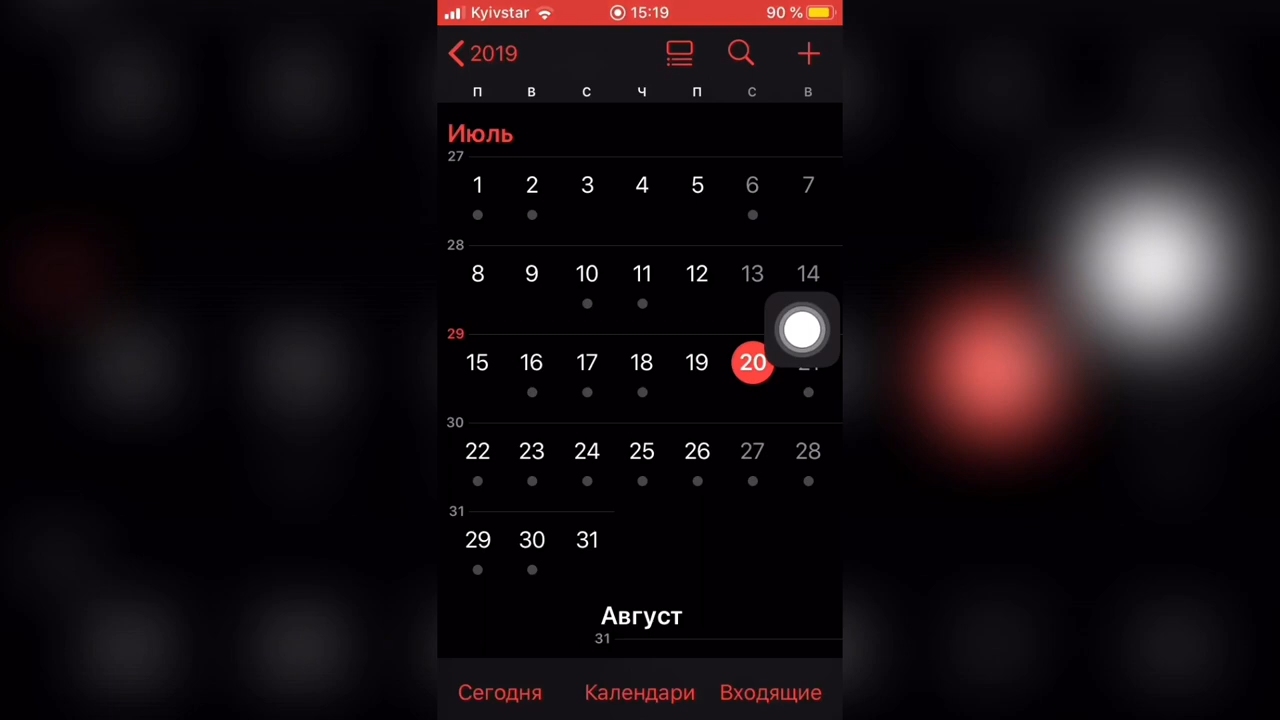 Kyivstar 15:19 90 %
2019
п в с ч п с в
Июль
27
1 2 3 4 5 6 7
28
8 9 10 11 12 13 14
29
15 16 17 18 19 20
30
22 23 24 25 26 27 28
31
29 30 31
Август
31
Сегодня Календари Входящие